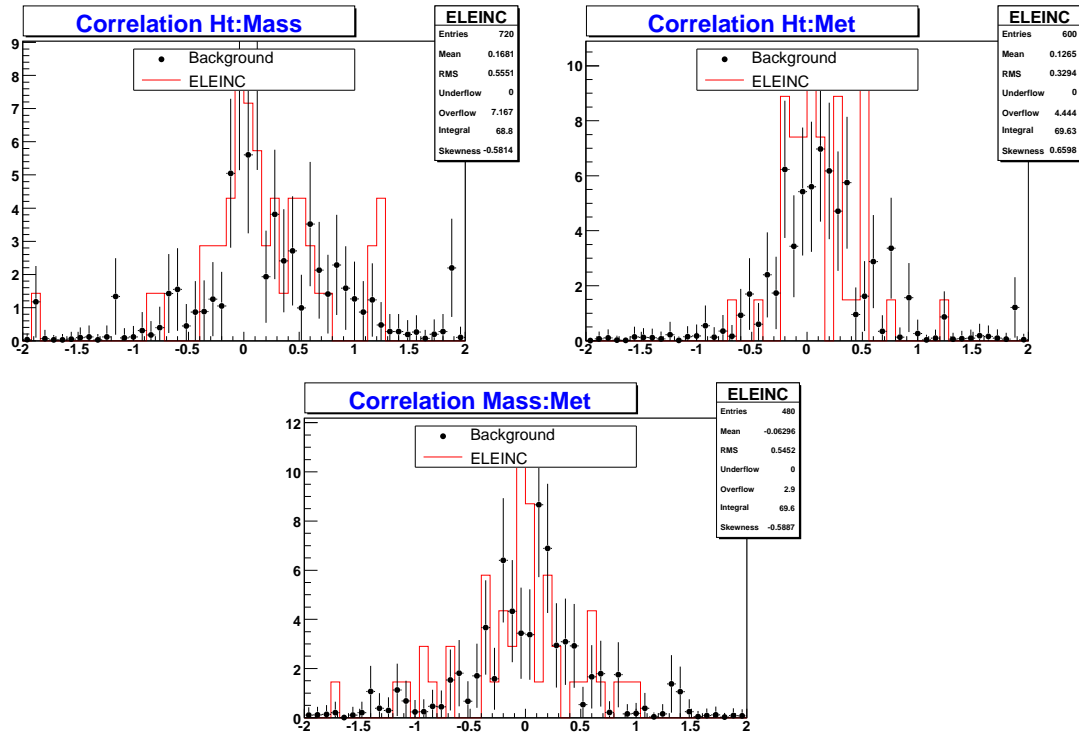 Correlation Ht:Mass
ELEINC
Entries 720
Mean 0.1681
RMS 0.5551
Underflow 0
Overflow 7.167
Integral 68.8
Skewness -0.5814
Background
ELEINC
9
8
7
6
5
4
3
2
1
0
-2 -1.5 -1 -0.5 0 0.5 1 1.5 2
Correlation Ht:Met
ELEINC
Entries 600
Mean 0.1265
RMS 0.3294
Underflow 0
Overflow 4.444
Integral 69.63
Skewness 0.6598
Background
ELEINC
10
8
6
4
2
0
-2 -1.5 -1 -0.5 0 0.5 1 1.5 2
Correlation Mass:Met
ELEINC
Entries 480
Mean -0.06296
RMS 0.5452
Underflow 0
Overflow 2.9
Integral 69.6
Skewness -0.5887
Background
ELEINC
12
10
8
6
4
2
0
-2 -1.5 -1 -0.5 0 0.5 1 1.5 2